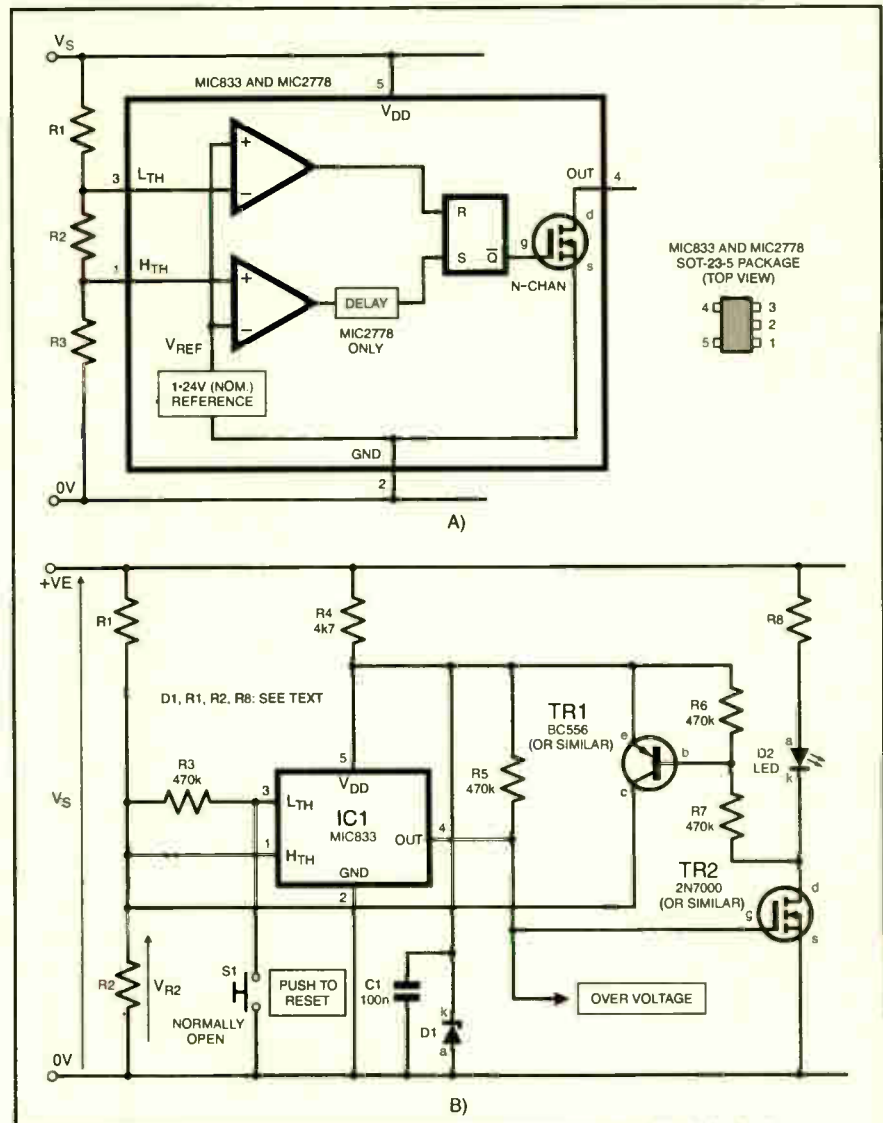 VS
MIC833 AND MIC2778
5
VDD
R1
+
−
3
LTH
OUT
4
R
d
R2
g
S
Q
s
N-CHAN
1
HTH
+
−
DELAY
MIC2778
ONLY
VREF
R3
1·24V (NOM.)
REFERENCE
GND
2
0V
MIC833 AND MIC2778
SOT-23-5 PACKAGE
(TOP VIEW)
4
3
2
5
1
A)
+VE
R1
R4
4k7
R8
D1, R1, R2, R8: SEE TEXT
TR1
BC556
(OR SIMILAR)
e
b
c
R6
470k
a
D2
LED
k
R3
470k
5
VDD
R5
470k
VS
3
LTH
IC1
MIC833
OUT
4
R7
470k
1
HTH
GND
2
TR2
2N7000
(OR SIMILAR)
d
g
s
R2
VR2
S1
PUSH TO
RESET
NORMALLY
OPEN
C1
100n
k
D1
a
OVER VOLTAGE
0V
B)